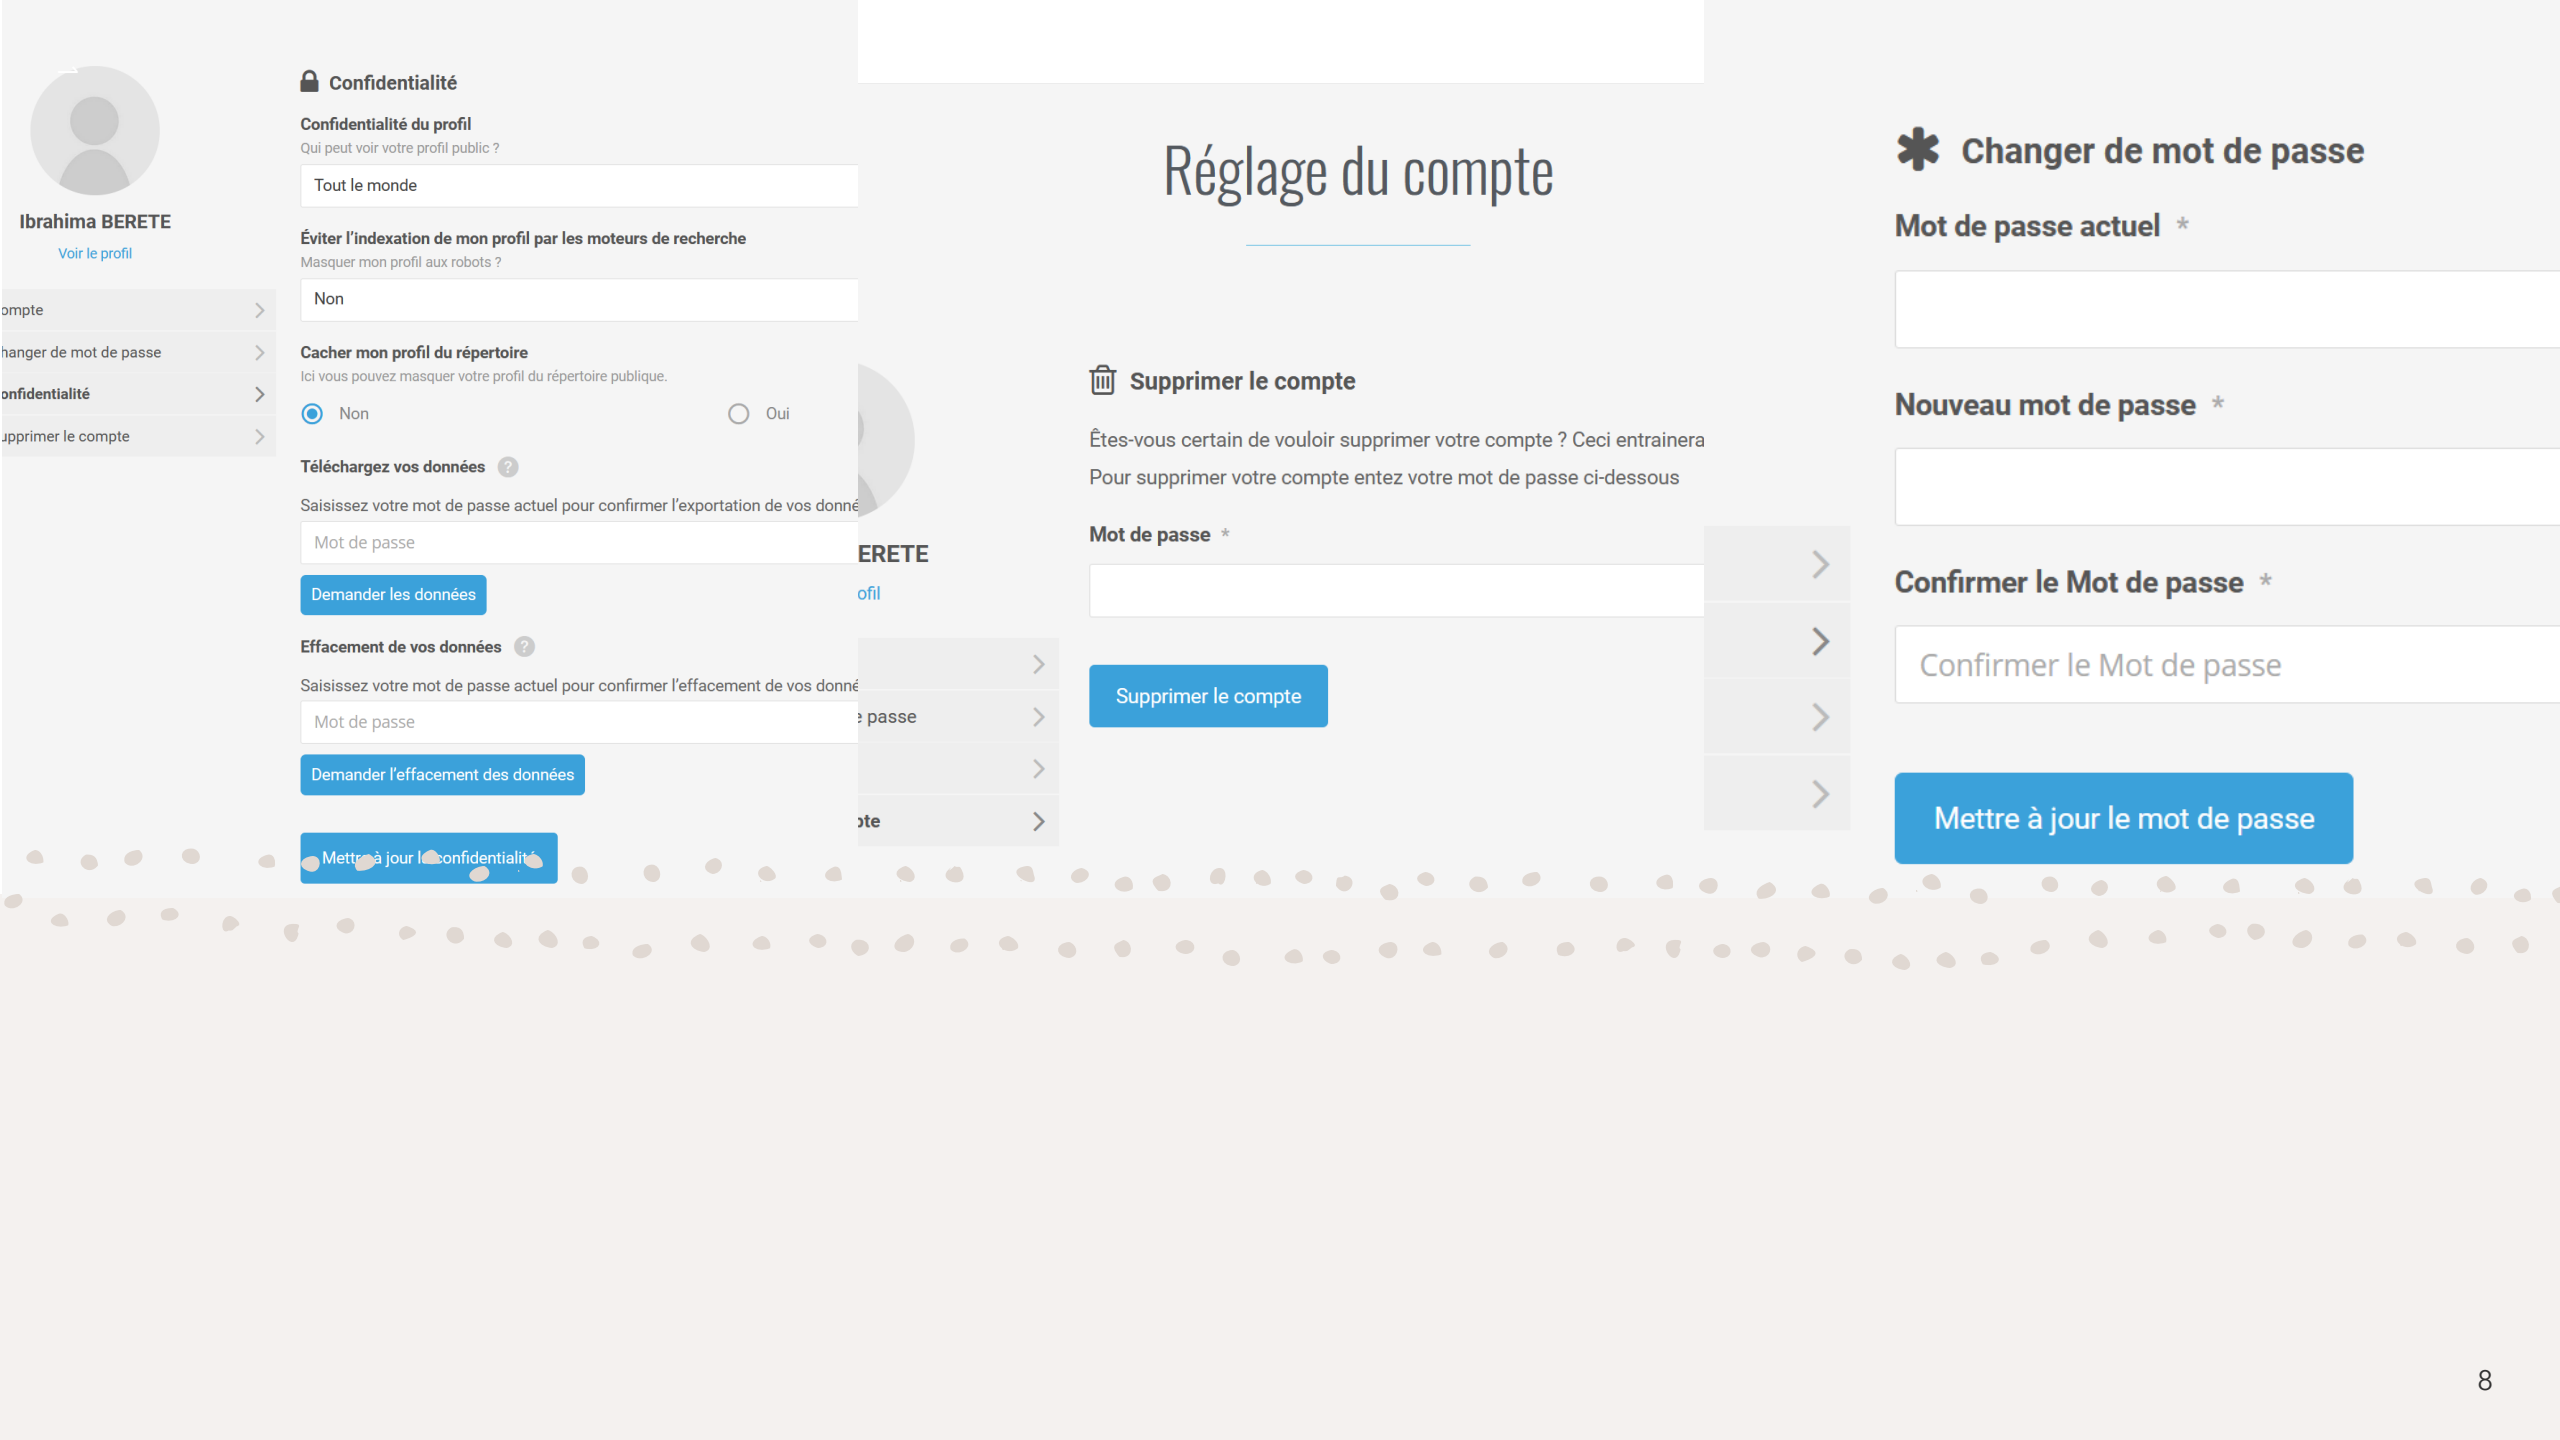 Confidentialité
Confidentialité du profil
Qui peut voir votre profil public ?
Tout le monde
Ibrahima BERETE
Voir le profil
Éviter l'indexation de mon profil par les moteurs de recherche
Masquer mon profil aux robots ?
Non
ompte
hanger de mot de passe
onfidentialité
upprimer le compte
Cacher mon profil du répertoire
Ici vous pouvez masquer votre profil du répertoire publique.
Non
Oui
Téléchargez vos données ?
Saisissez votre mot de passe actuel pour confirmer l'exportation de vos donné
Mot de passe
Demander les données
Effacement de vos données ?
Saisissez votre mot de passe actuel pour confirmer l'effacement de vos donné
Mot de passe
Demander l'effacement des données
Mettre à jour la confidentialité
Réglage du compte
Supprimer le compte
Êtes-vous certain de vouloir supprimer votre compte ? Ceci entrainera
Pour supprimer votre compte entez votre mot de passe ci-dessous
Mot de passe *
Supprimer le compte
ERETE
ofil
e passe
pte
Changer de mot de passe
Mot de passe actuel *
Nouveau mot de passe *
Confirmer le Mot de passe *
Confirmer le Mot de passe
Mettre à jour le mot de passe
8